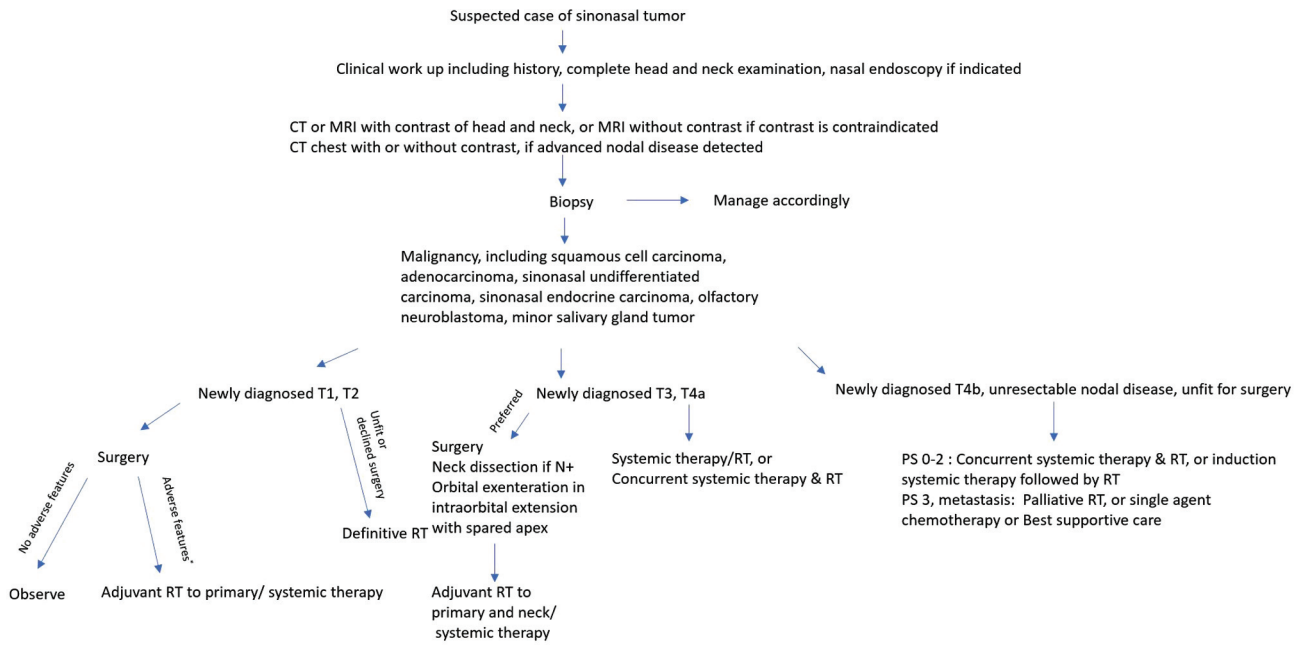 Suspected case of sinonasal tumor
Clinical work up including history, complete head and neck examination, nasal endoscopy if indicated
CT or MRI with contrast of head and neck, or MRI without contrast if contrast is contraindicated
CT chest with or without contrast, if advanced nodal disease detected
Biopsy
Manage accordingly
Malignancy, including squamous cell carcinoma,
adenocarcinoma, sinonasal undifferentiated
carcinoma, sinonasal endocrine carcinoma, olfactory
neuroblastoma, minor salivary gland tumor
Newly diagnosed T1, T2
Surgery
No adverse features
Observe
Adverse features*
Adjuvant RT to primary/ systemic therapy
Unfit or
declined surgery
Definitive RT
Newly diagnosed T3, T4a
Preferred
Surgery
Neck dissection if N+
Orbital exenteration in
intraorbital extension
with spared apex
Adjuvant RT to
primary and neck/
systemic therapy
Systemic therapy/RT, or
Concurrent systemic therapy & RT
Newly diagnosed T4b, unresectable nodal disease, unfit for surgery
PS 0-2 : Concurrent systemic therapy & RT, or induction
systemic therapy followed by RT
PS 3, metastasis: Palliative RT, or single agent
chemotherapy or Best supportive care